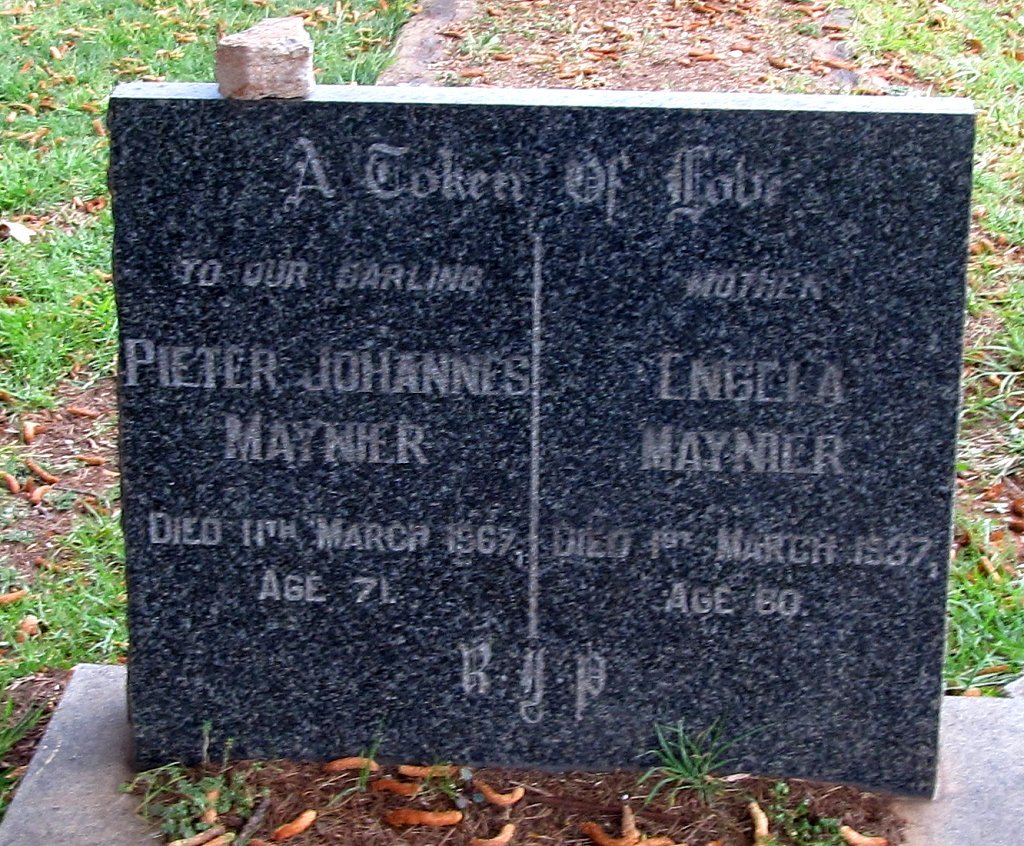 A Token Of Love
TO OUR DARLING
PIETER JOHANNES
MAYNIER
DIED 11TH MARCH 1967,
AGE 71.
MOTHER
ENGELA
MAYNIER
DIED 1ST MARCH 1937,
AGE 60.
R.I.P